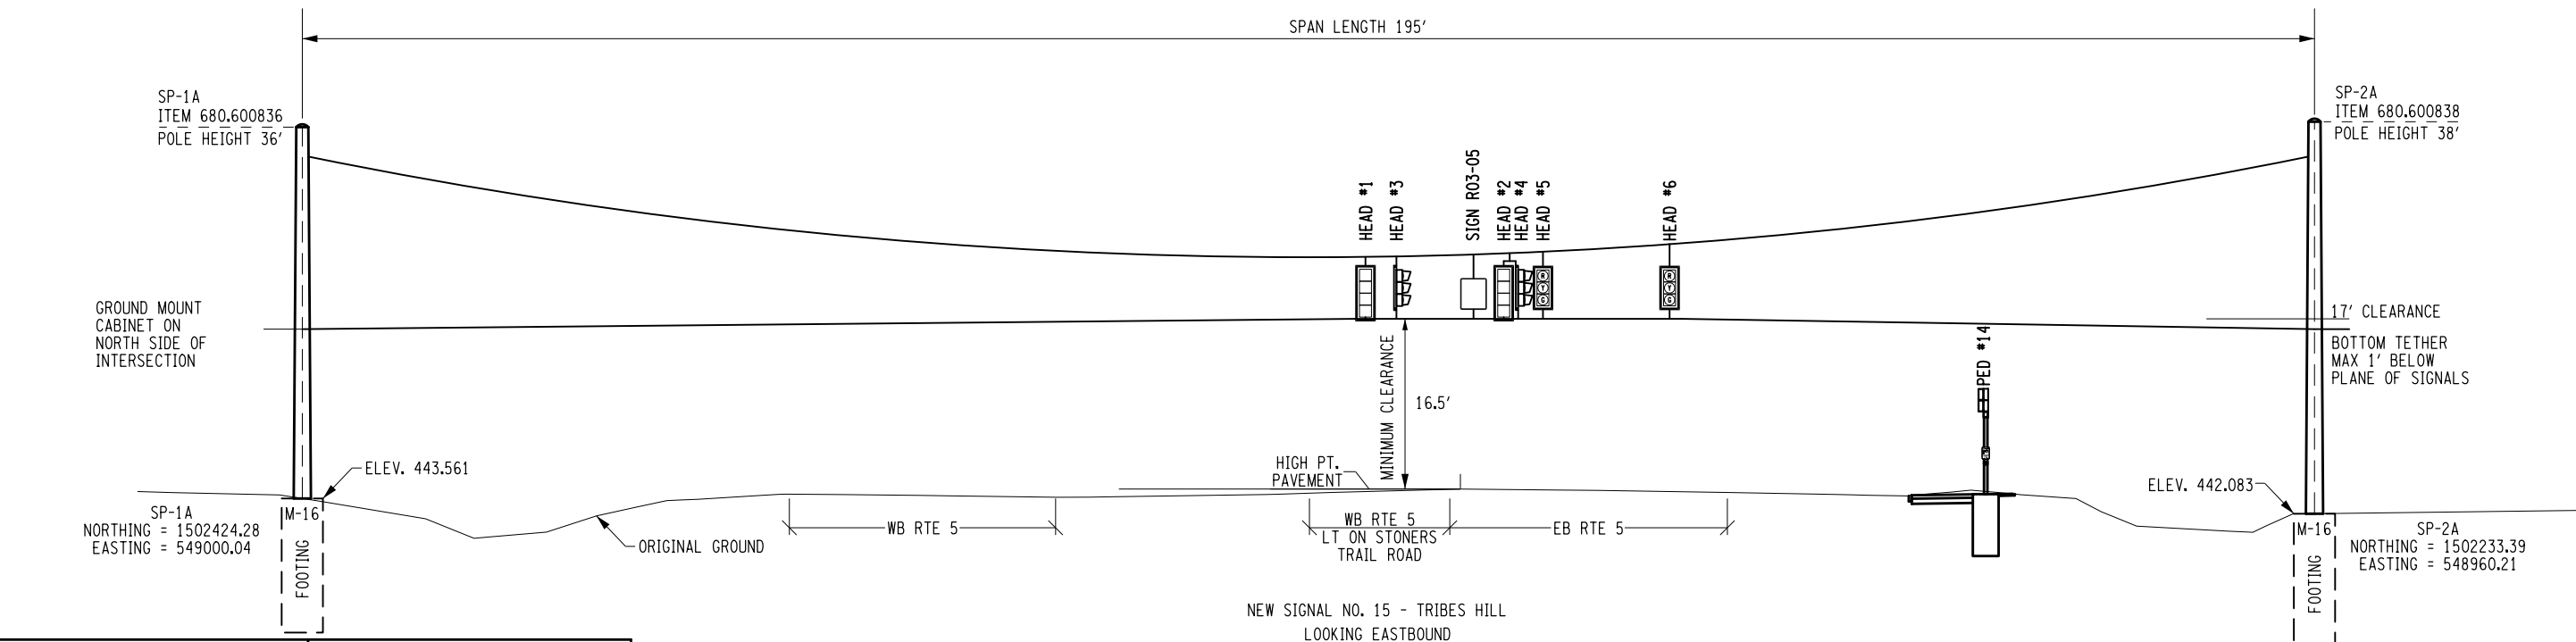 SPAN LENGTH 195'
SP-1A
ITEM 680.600836
POLE HEIGHT 36'
SP-2A
ITEM 680.600838
POLE HEIGHT 38'
HEAD #1
HEAD #3
SIGN R03-05
HEAD #2
HEAD #4
HEAD #5
HEAD #6
R
Y
G
R
Y
G
GROUND MOUNT
CABINET ON
NORTH SIDE OF
INTERSECTION
17' CLEARANCE
BOTTOM TETHER
MAX 1' BELOW
PLANE OF SIGNALS
PED #14
MINIMUM CLEARANCE
16.5'
HIGH PT.
PAVEMENT
ELEV. 443.561
ELEV. 442.083
SP-1A
NORTHING = 1502424.28
EASTING = 549000.04
M-16
FOOTING
ORIGINAL GROUND
WB RTE 5
WB RTE 5
LT ON STONERS
TRAIL ROAD
EB RTE 5
M-16
FOOTING
SP-2A
NORTHING = 1502233.39
EASTING = 548960.21
NEW SIGNAL NO. 15 - TRIBES HILL
LOOKING EASTBOUND